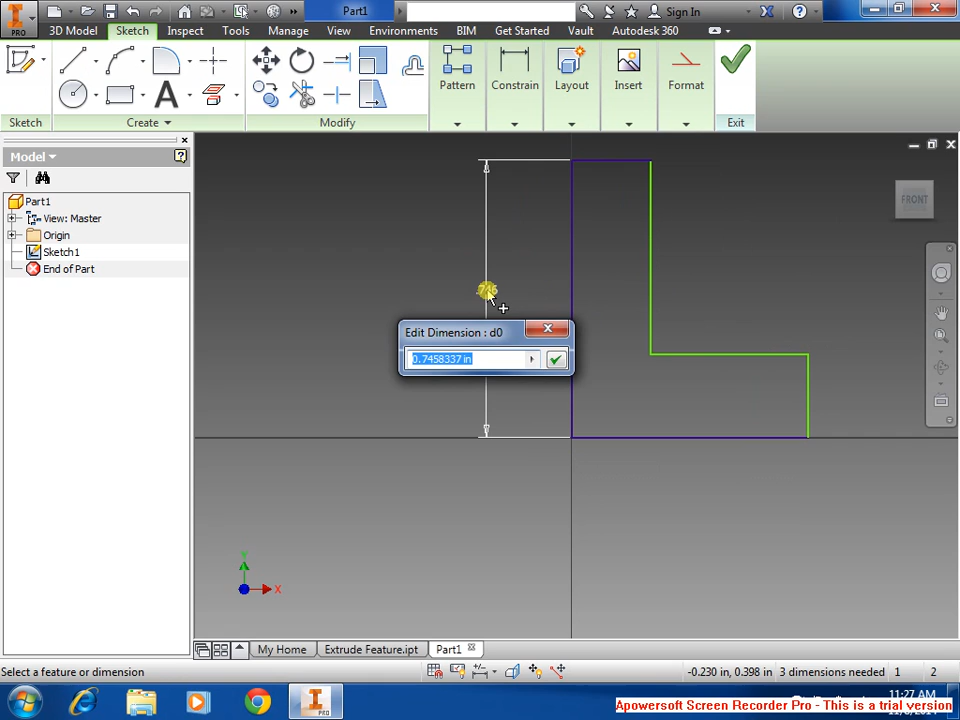 Part1
Sign In
PRO
3D Model
Sketch
Inspect
Tools
Manage
View
Environments
BIM
Get Started
Vault
Autodesk 360
Pattern
Constrain
Layout
Insert
Format
Sketch
Create
Modify
Exit
Model
Part1
View: Master
Origin
Sketch1
End of Part
FRONT
Edit Dimension : d0
0.7458337 in
Y
X
My Home
Extrude Feature.ipt
Part1
Select a feature or dimension
-0.230 in, 0.398 in
3 dimensions needed
1
2
PRO
11:27 AM
Apowersoft Screen Recorder Pro - This is a trial version